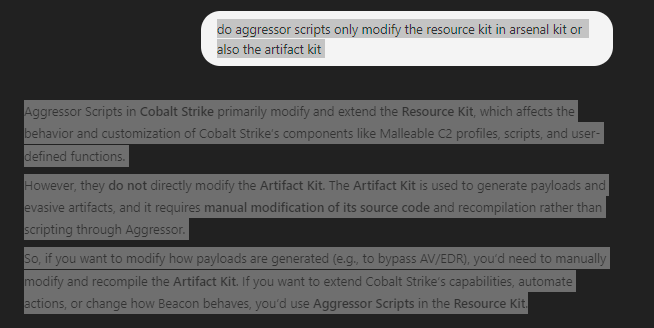 do aggressor scripts only modify the resource kit in arsenal kit or
also the artifact kit
Aggressor Scripts in Cobalt Strike primarily modify and extend the Resource Kit, which affects the
behavior and customization of Cobalt Strike's components like Malleable C2 profiles, scripts, and user-
defined functions.
However, they do not directly modify the Artifact Kit. The Artifact Kit is used to generate payloads and
evasive artifacts, and it requires manual modification of its source code and recompilation rather than
scripting through Aggressor.
So, if you want to modify how payloads are generated (e.g., to bypass AV/EDR), you'd need to manually
modify and recompile the Artifact Kit. If you want to extend Cobalt Strike's capabilities, automate
actions, or change how Beacon behaves, you'd use Aggressor Scripts in the Resource Kit.